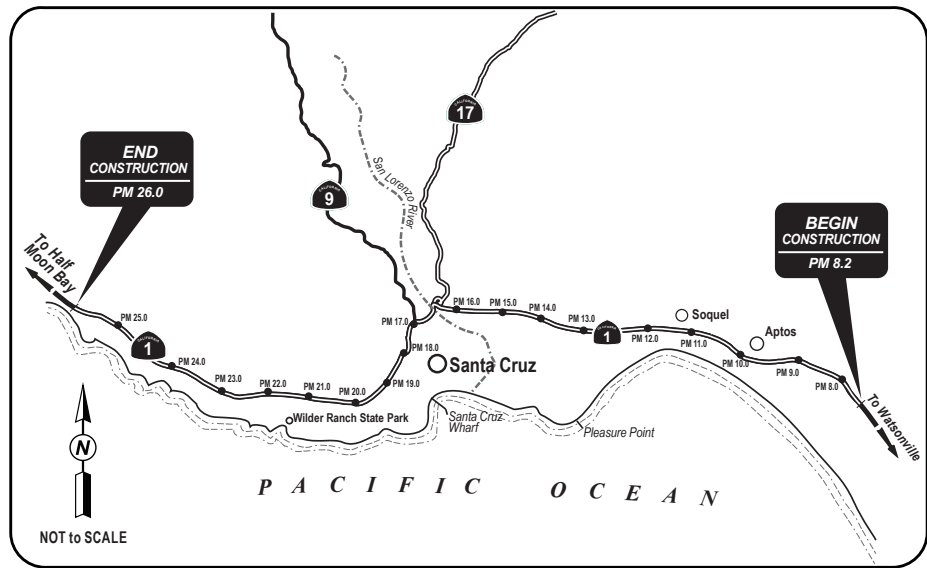 17
END
CONSTRUCTION
PM 26.0
9
San Lorenzo River
BEGIN
CONSTRUCTION
PM 8.2
To Half
Moon Bay
PM 25.0
1
PM 24.0
PM 23.0
PM 22.0
PM 21.0
PM 20.0
PM 19.0
PM 18.0
PM 17.0
PM 16.0
PM 15.0
PM 14.0
PM 13.0
1
PM 12.0
Soquel
PM 11.0
Aptos
PM 10.0
PM 9.0
PM 8.0
To Watsonville
Santa Cruz
Wilder Ranch State Park
Santa Cruz
Wharf
Pleasure Point
PACIFIC OCEAN
N
NOT to SCALE